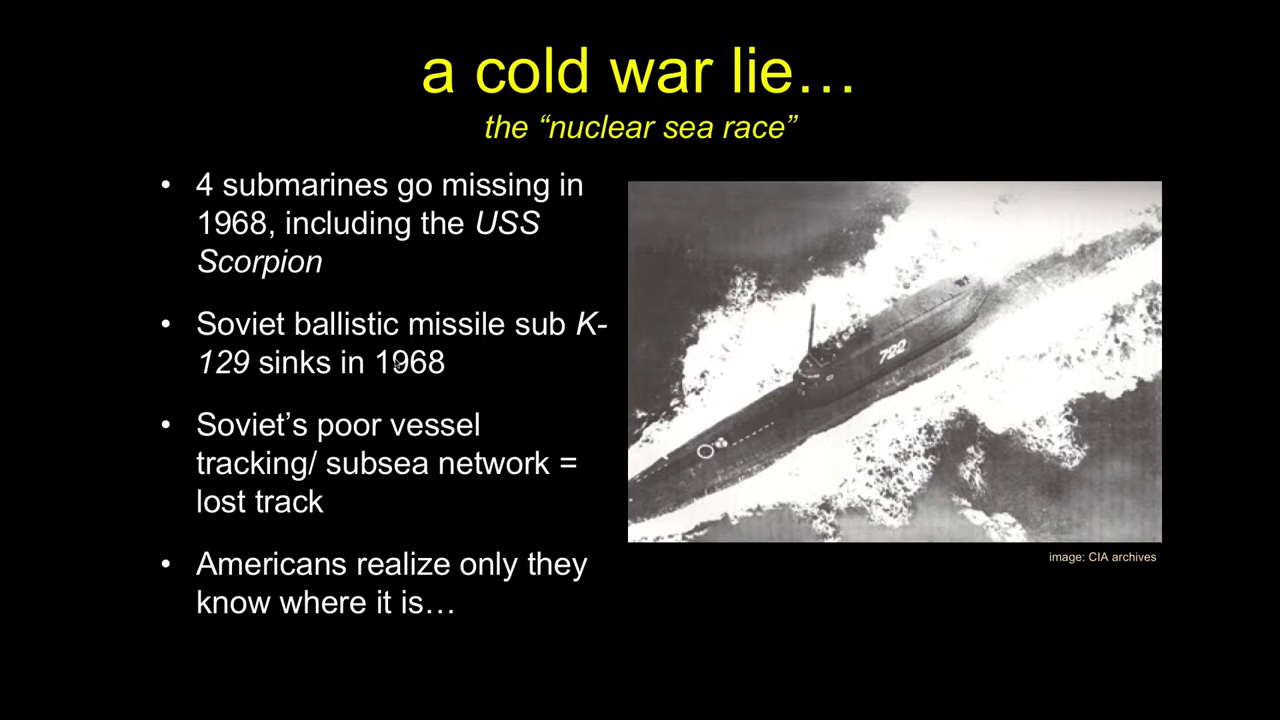 a cold war lie…
the “nuclear sea race”
• 4 submarines go missing in
1968, including the USS
Scorpion
• Soviet ballistic missile sub K-
129 sinks in 1968
• Soviet’s poor vessel
tracking/ subsea network =
lost track
• Americans realize only they
know where it is…
722
image: CIA archives